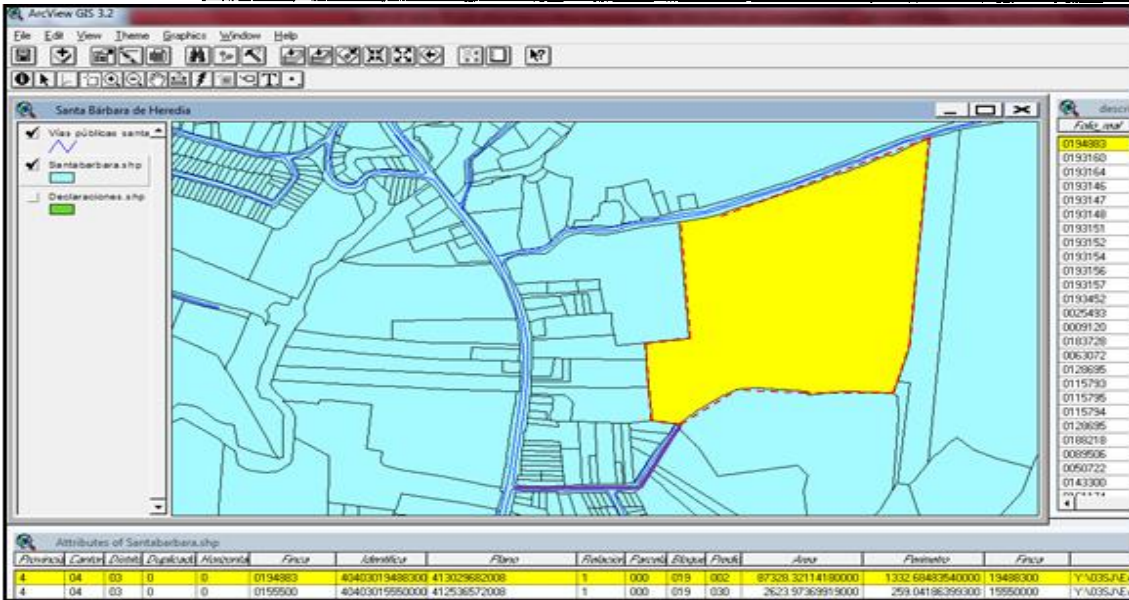 ArcView GIS 3.2
File Edit View Theme Graphics Window Help
Santa Bárbara de Heredia
Vías públicas santa_
Santabarbara.shp
Declaraciones.shp
descri
Folio_real
0194883
0193160
0193164
0193146
0193147
0193148
0193151
0193152
0193154
0193156
0193157
0193452
0025493
0009120
0183728
0063072
0128695
0115793
0115795
0115794
0128695
0188218
0089506
0050722
0143300
Attributes of Santabarbara.shp
Provincia Canton Distrito Duplicado Horizontal Finca Identifica Plano Relacion Parcela Bloque Predio Area Perimetro Finca
4 04 03 0 0 0194883 40403019488300 413029682008 1 000 019 002 87328.32114180000 1332.68483540000 19488300
4 04 03 0 0 0155500 40403015550000 412536572008 1 000 019 030 2623.97369919000 259.04186399300 15550000